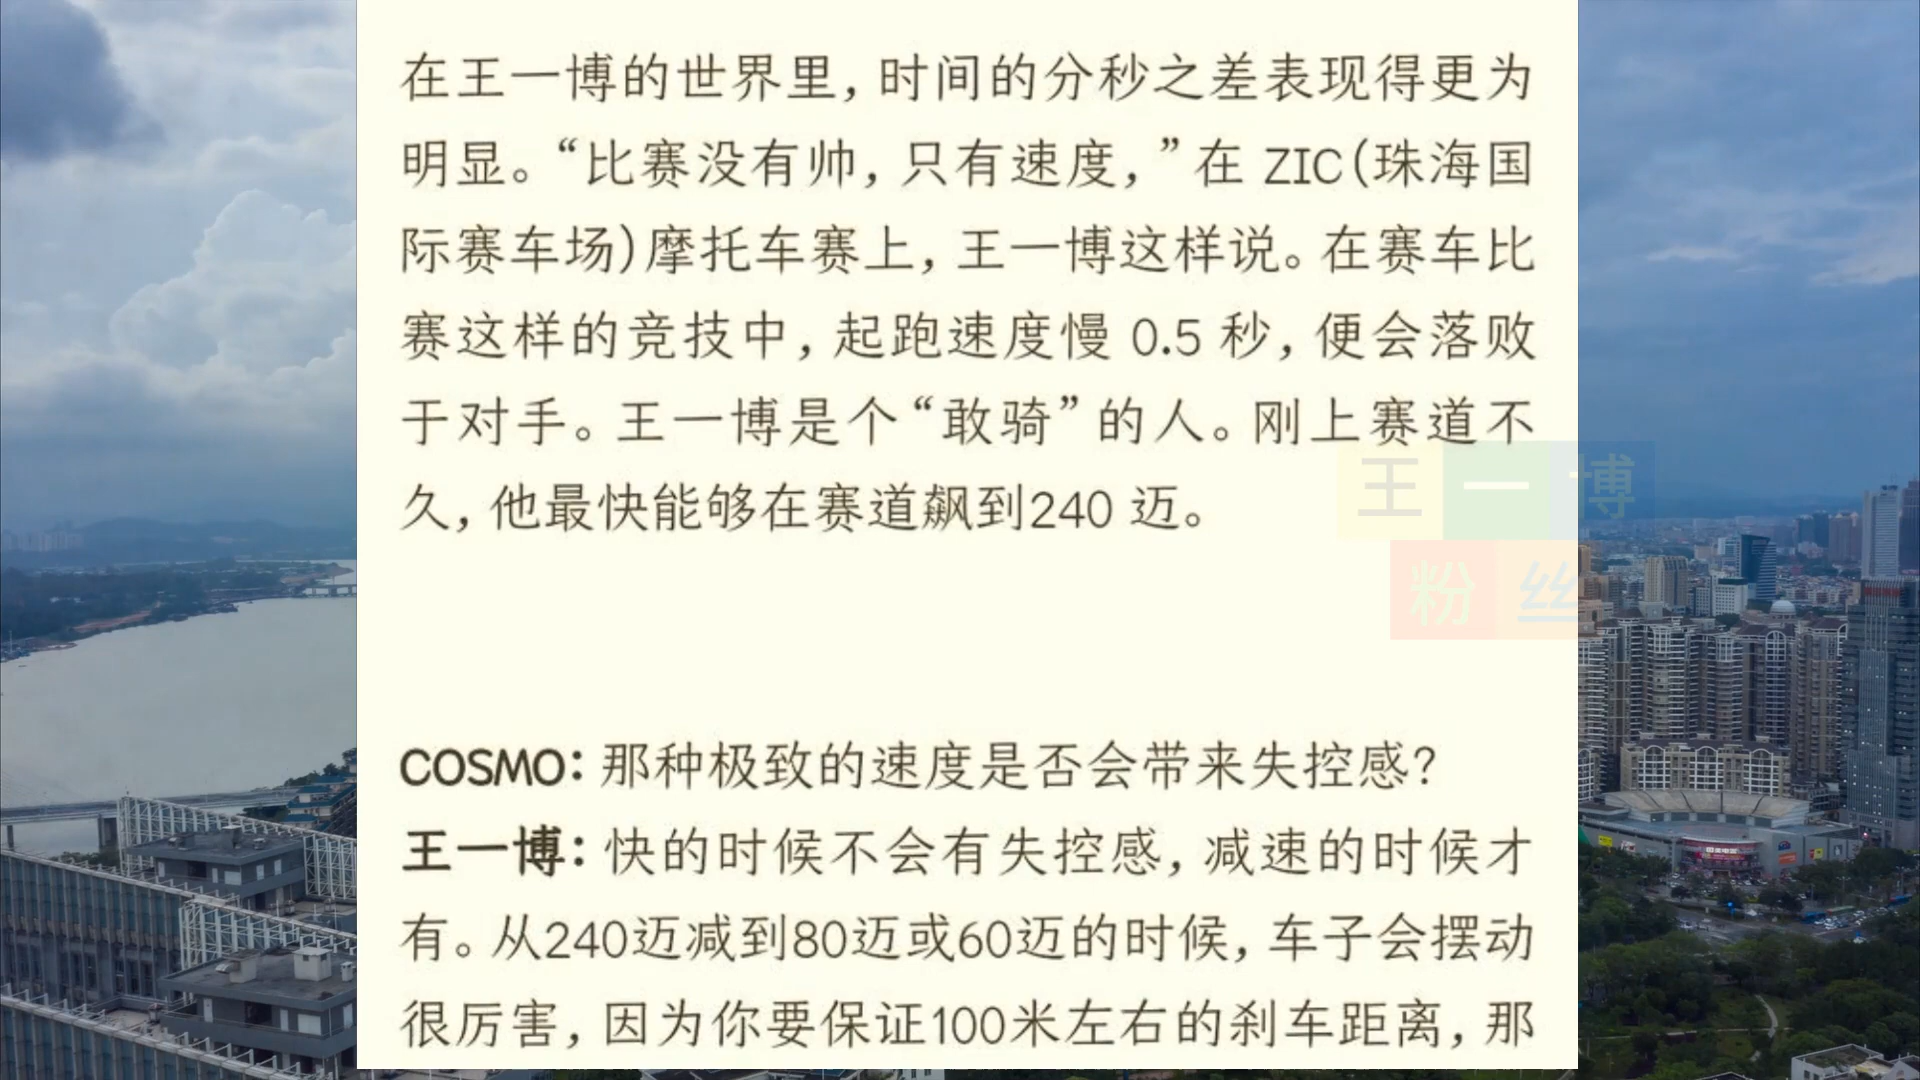 在王一博的世界里，时间的分秒之差表现得更为
明显。“比赛没有帅，只有速度，”在 ZIC（珠海国
际赛车场）摩托车赛上，王一博这样说。在赛车比
赛这样的竞技中，起跑速度慢 0.5 秒，便会落败
于对手。王一博是个“敢骑”的人。刚上赛道不
久，他最快能够在赛道飙到240 迈。
王一博
粉丝
COSMO：那种极致的速度是否会带来失控感？
王一博：快的时候不会有失控感，减速的时候才
有。从240迈减到80迈或60迈的时候，车子会摆动
很厉害，因为你要保证100米左右的刹车距离，那